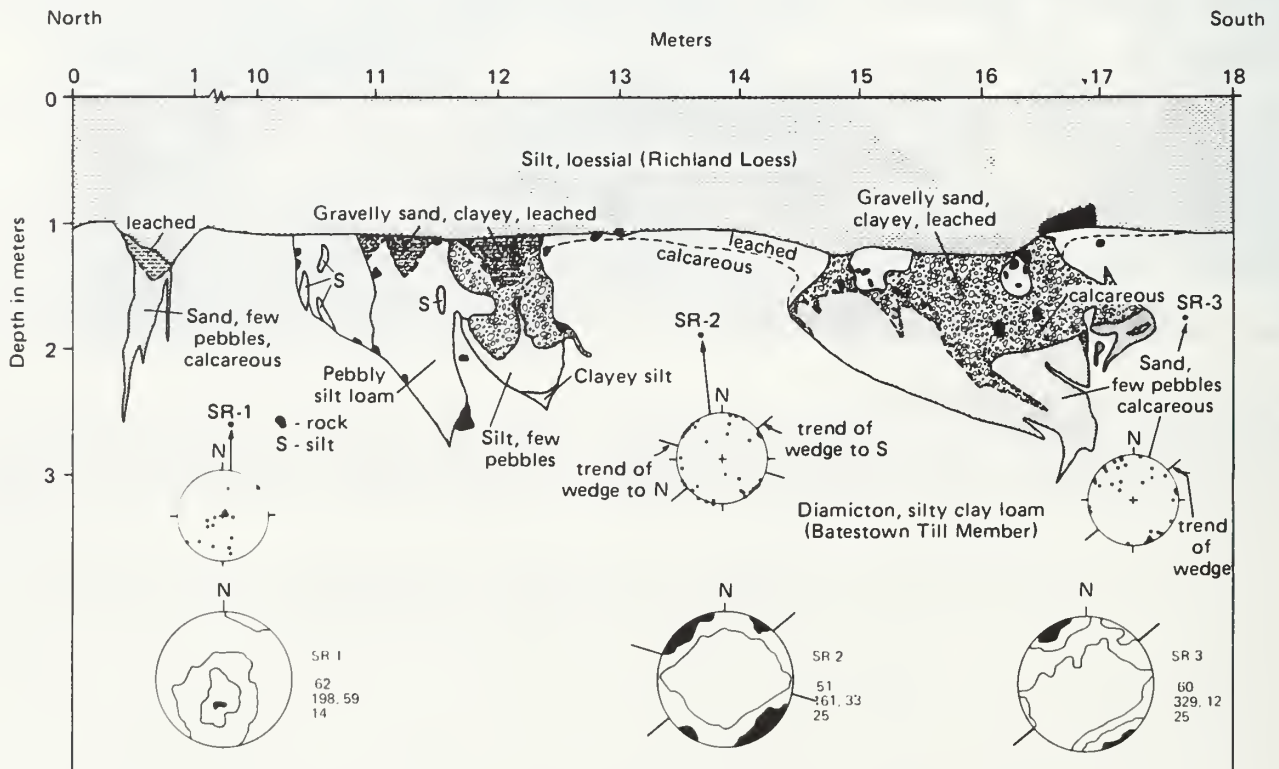 North
South
Meters
0 1 10 11 12 13 14 15 16 17 18
0
1
2
3
Depth in meters
Silt, loessial (Richland Loess)
leached
Gravelly sand, clayey, leached
Gravelly sand,
clayey, leached
leached
calcareous
calcareous
S
S
Sand, few
pebbles,
calcareous
Pebbly
silt loam
Clayey silt
Silt, few
pebbles
SR-1
- rock
S - silt
SR-2
SR-3
Sand,
few pebbles
calcareous
N
N
N
trend of
wedge to S
trend of
wedge to N
trend
of
wedge
Diamicton, silty clay loam
(Batestown Till Member)
N
SR 1
62
198, 59
14
N
SR 2
51
161, 33
25
N
SR 3
60
329, 12
25